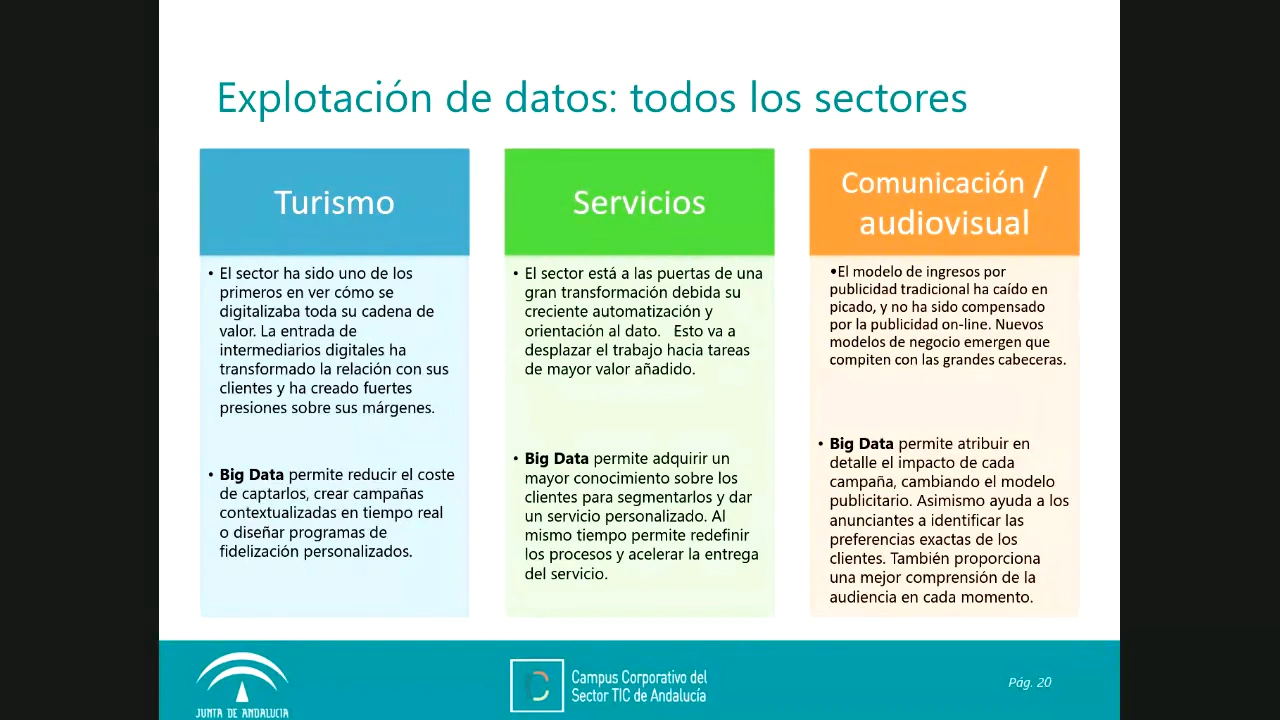 Explotación de datos: todos los sectores
Turismo
• El sector ha sido uno de los
primeros en ver cómo se
digitalizaba toda su cadena de
valor. La entrada de
intermediarios digitales ha
transformado la relación con sus
clientes y ha creado fuertes
presiones sobre sus márgenes.
• Big Data permite reducir el coste
de captarlos, crear campañas
contextualizadas en tiempo real
o diseñar programas de
fidelización personalizados.
Servicios
• El sector está a las puertas de una
gran transformación debida su
creciente automatización y
orientación al dato. Esto va a
desplazar el trabajo hacia tareas
de mayor valor añadido.
• Big Data permite adquirir un
mayor conocimiento sobre los
clientes para segmentarlos y dar
un servicio personalizado. Al
mismo tiempo permite redefinir
los procesos y acelerar la entrega
del servicio.
Comunicación /
audiovisual
•El modelo de ingresos por
publicidad tradicional ha caído en
picado, y no ha sido compensado
por la publicidad on-line. Nuevos
modelos de negocio emergen que
compiten con las grandes cabeceras.
• Big Data permite atribuir en
detalle el impacto de cada
campaña, cambiando el modelo
publicitario. Asimismo ayuda a los
anunciantes a identificar las
preferencias exactas de los
clientes. También proporciona
una mejor comprensión de la
audiencia en cada momento.
JUNTA DE ANDALUCIA
Campus Corporativo del
Sector TIC de Andalucía
Pág. 20